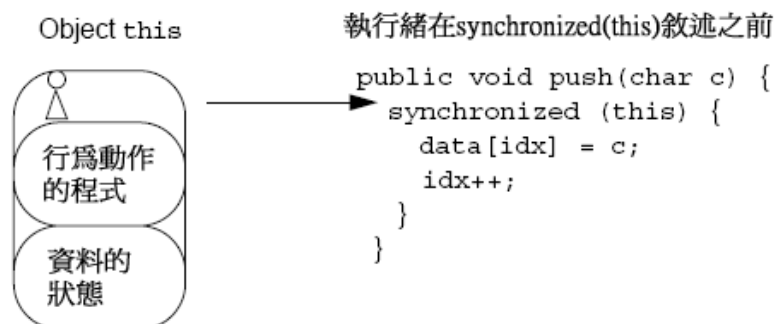 Object this
執行緒在synchronized(this)敘述之前
public void push(char c) {
synchronized (this) {
data[idx] = c;
idx++;
}
}
行為動作
的程式
資料的
狀態